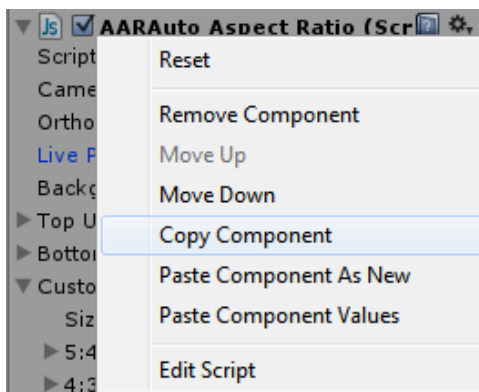 JS AARAuto Aspect Ratio (Scr
Script
Reset
Came
Ortho
Remove Component
Live P
Move Up
Backg
Move Down
Top U
Copy Component
Botto
Paste Component As New
Custo
Paste Component Values
Siz
5:4
Edit Script
4:3